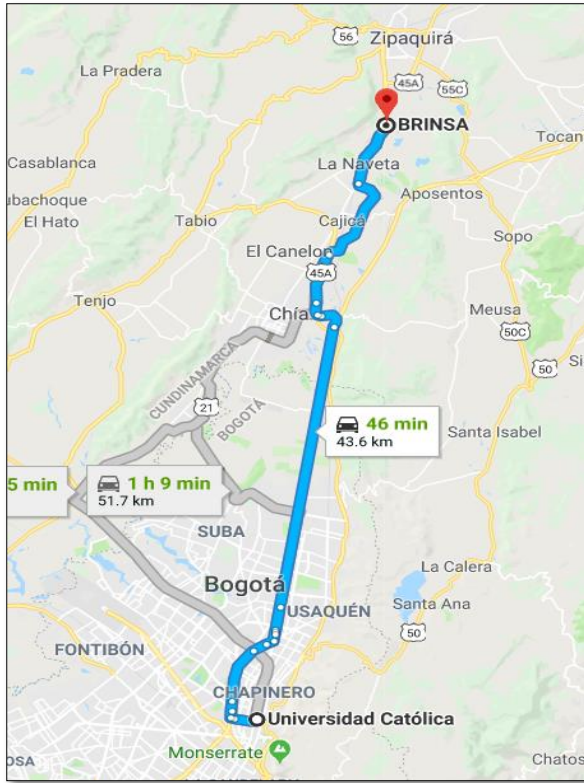 56
Zipaquirá
La Pradera
45A
55C
BRINSA
Tocan
La Naveta
Casablanca
ubachoque
El Hato
Tabio
Aposentos
Cajicá
El Canelon
Sopo
45A
Tenjo
Chía
Meusa
50C
50
Si
CUNDINAMARCA
21
BOGOTÁ
46 min
43.6 km
Santa Isabel
5 min
1 h 9 min
51.7 km
SUBA
La Calera
Bogotá
USAQUÉN
Santa Ana
50
FONTIBÓN
CHAPINERO
Universidad Católica
Monserrate
OSA
Chatos